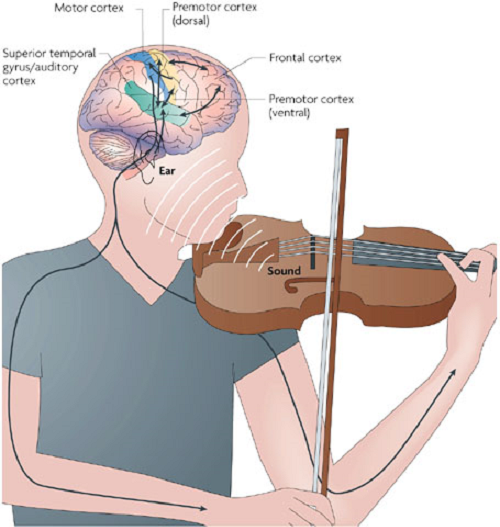 Motor cortex
Premotor cortex
(dorsal)
Superior temporal
gyrus/auditory
cortex
Frontal cortex
Premotor cortex
(ventral)
Ear
Sound